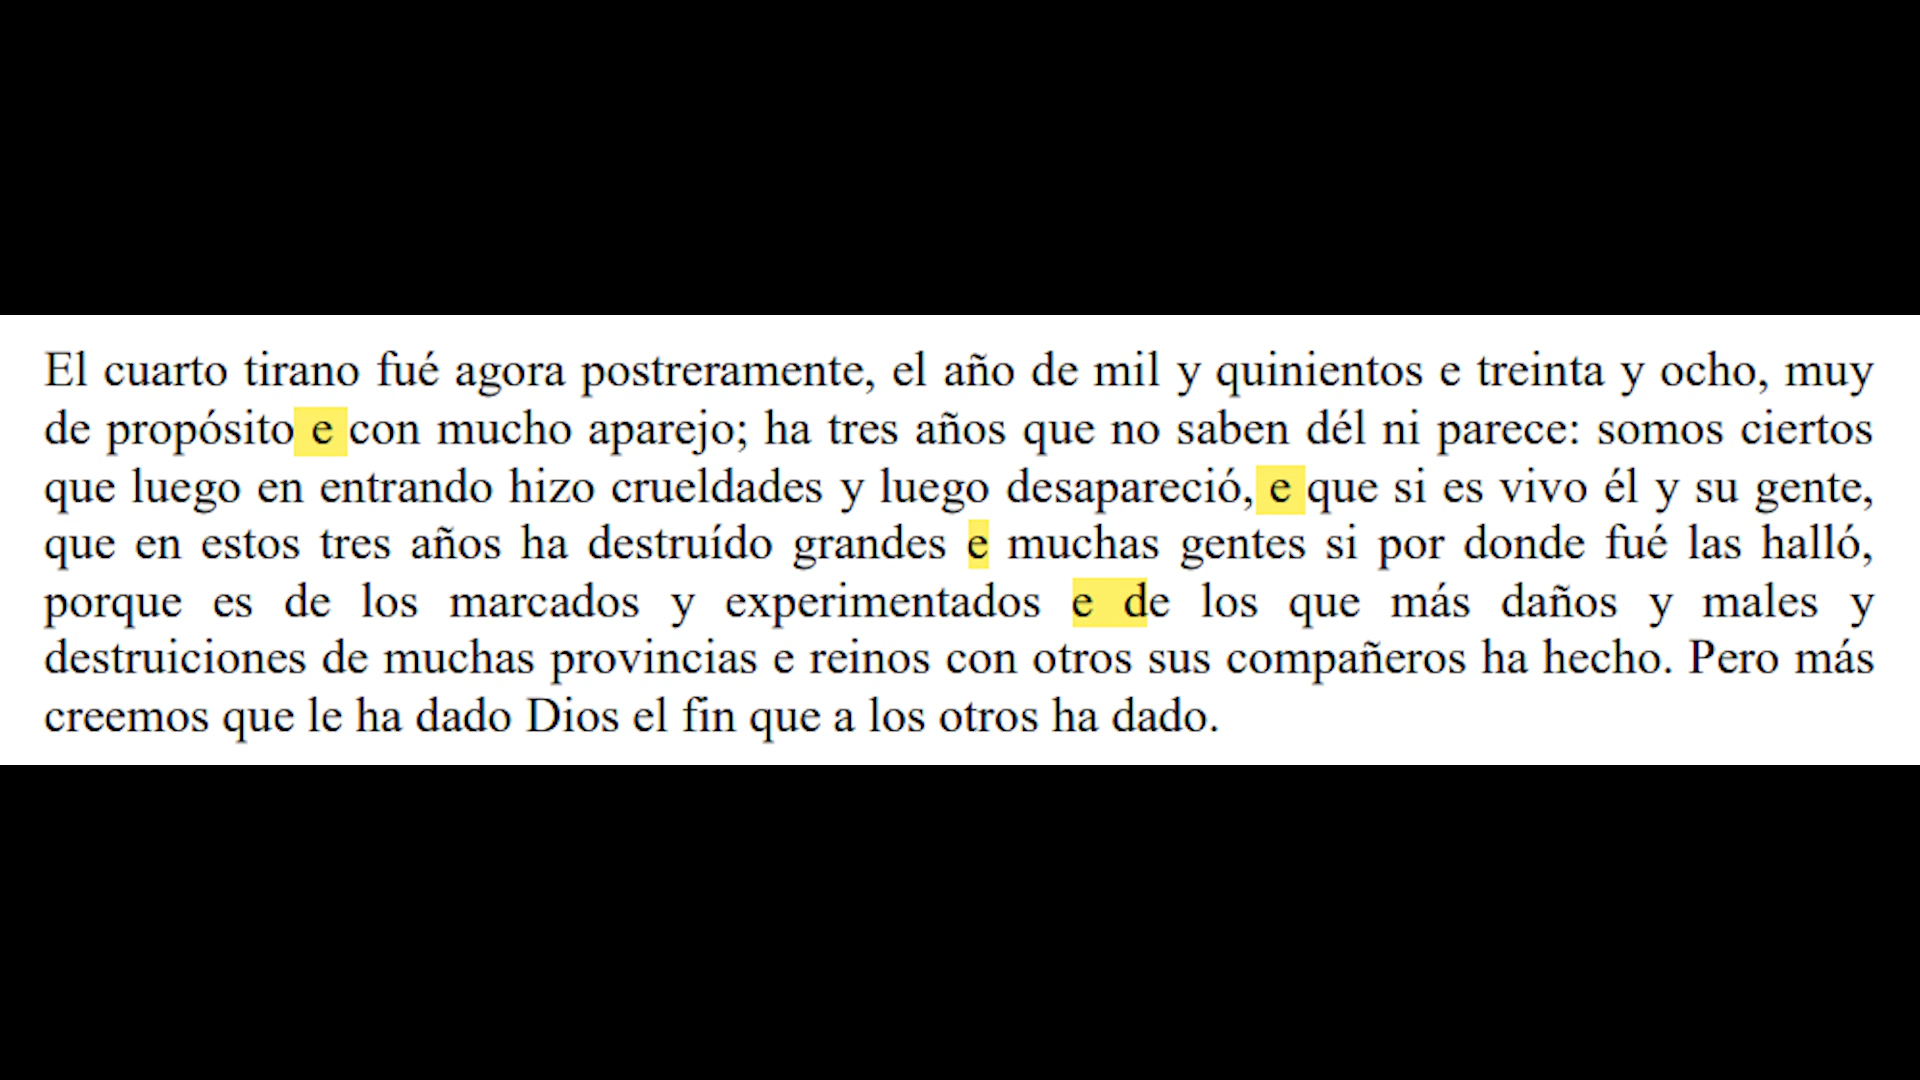 El cuarto tirano fué agora postreramente, el año de mil y quinientos e treinta y ocho, muy
de propósito e con mucho aparejo; ha tres años que no saben dél ni parece: somos ciertos
que luego en entrando hizo crueldades y luego desapareció, e que si es vivo él y su gente,
que en estos tres años ha destruído grandes e muchas gentes si por donde fué las halló,
porque es de los marcados y experimentados e de los que más daños y males y
destruiciones de muchas provincias e reinos con otros sus compañeros ha hecho. Pero más
creemos que le ha dado Dios el fin que a los otros ha dado.